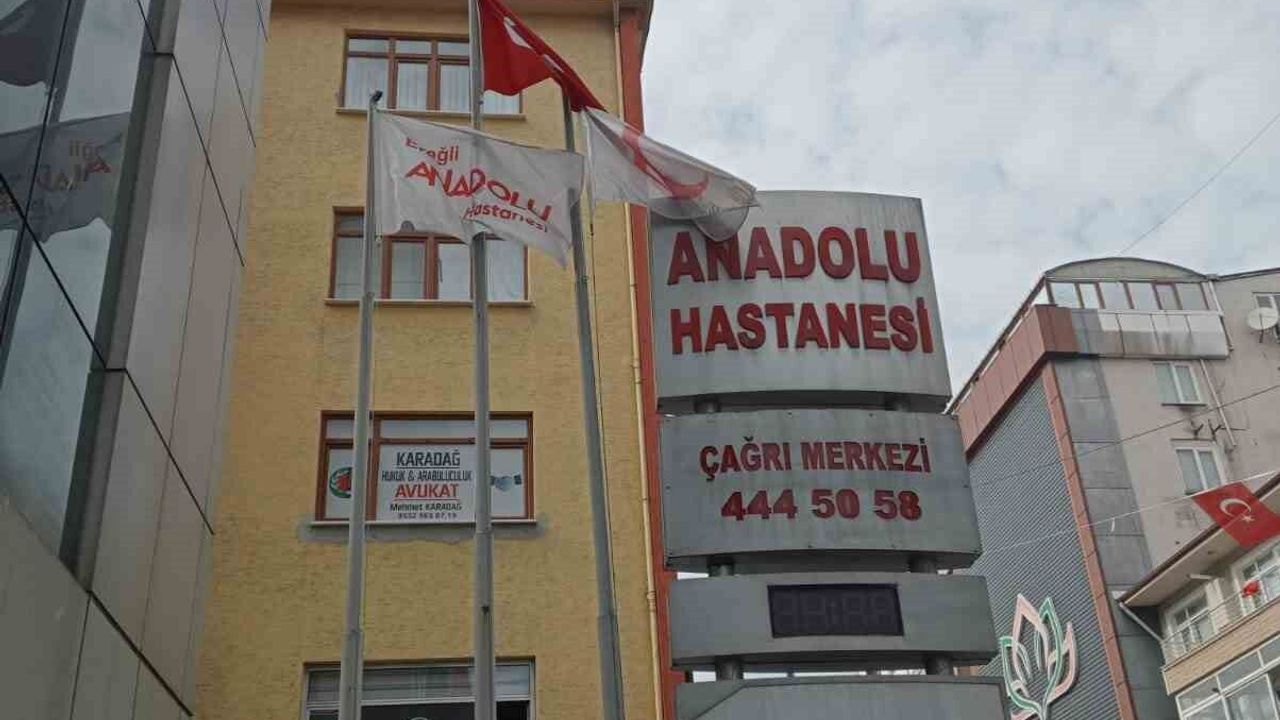 Ereğli
ANADOLU
Hastanesi
ANADOLU
HASTANESİ
ÇAĞRI MERKEZİ
444 50 58
KARADAĞ
HUKUK & ARABULUCULUK
AVUKAT
Mehmet KARADAĞ